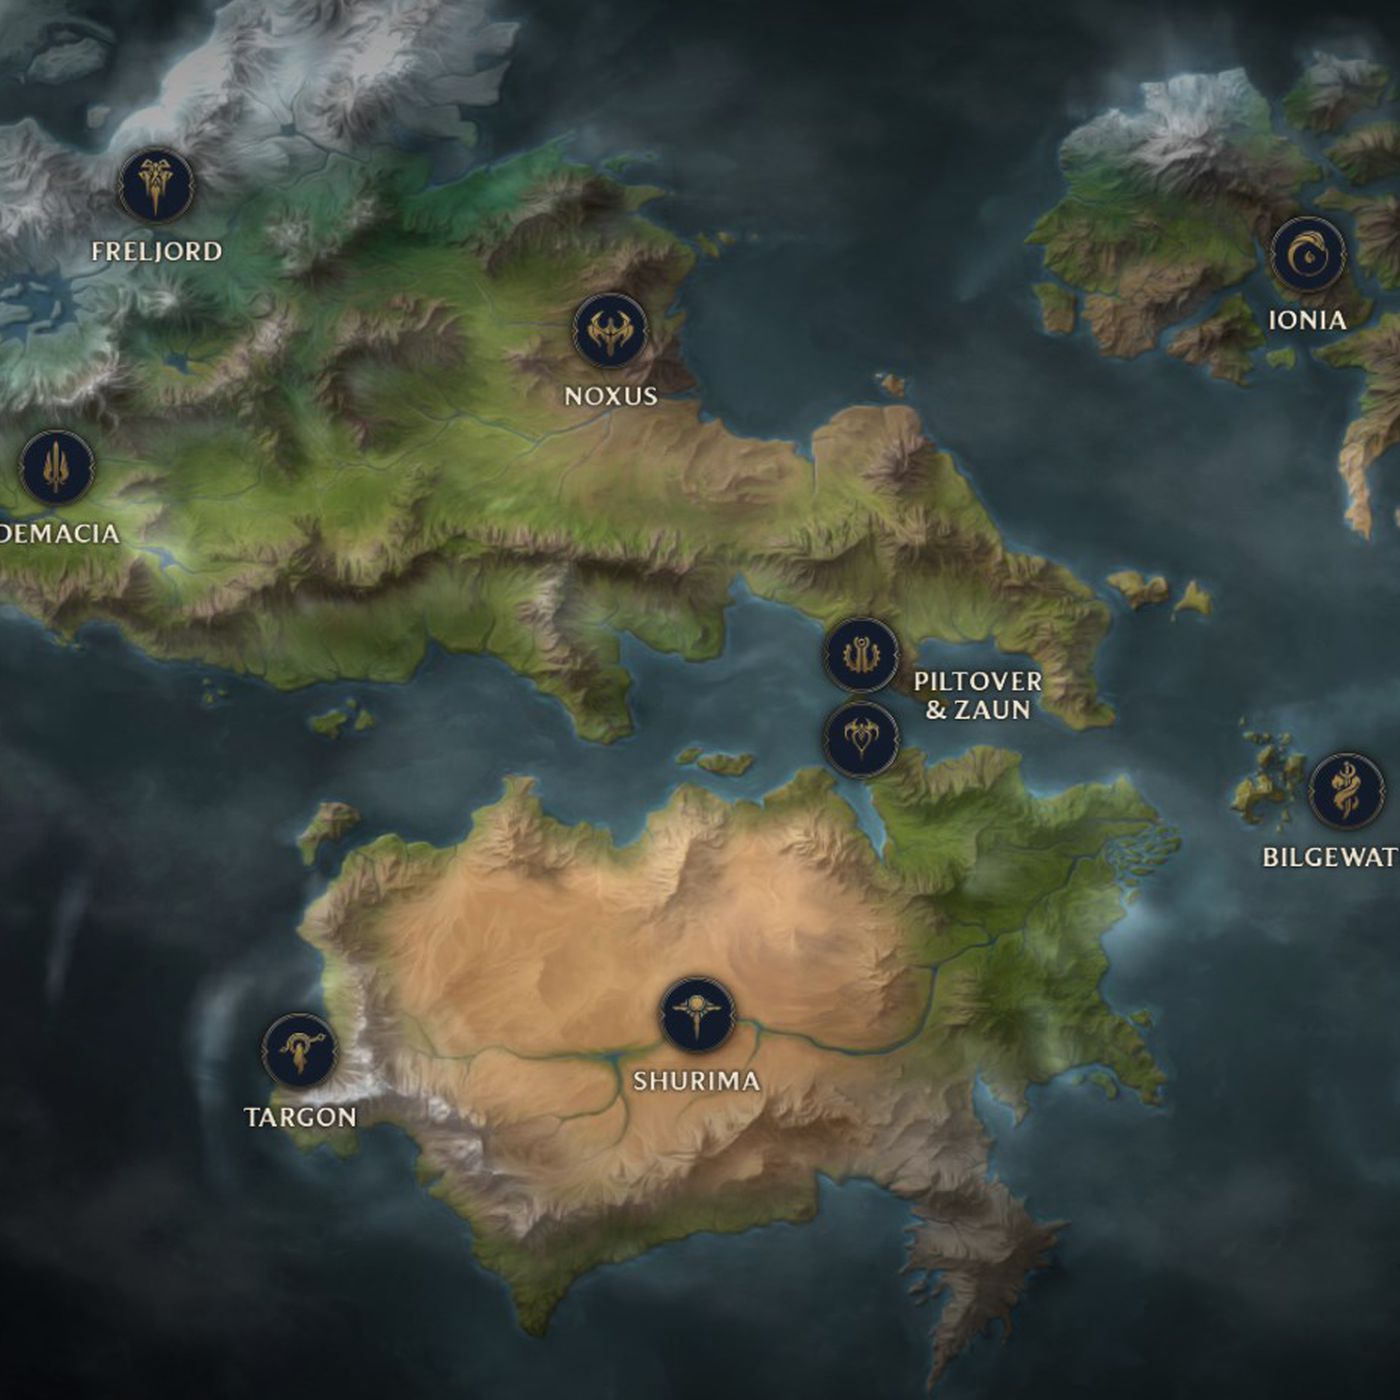 FRELJORD
IONIA
NOXUS
DEMACIA
PILTOVER
& ZAUN
BILGEWAT
SHURIMA
TARGON